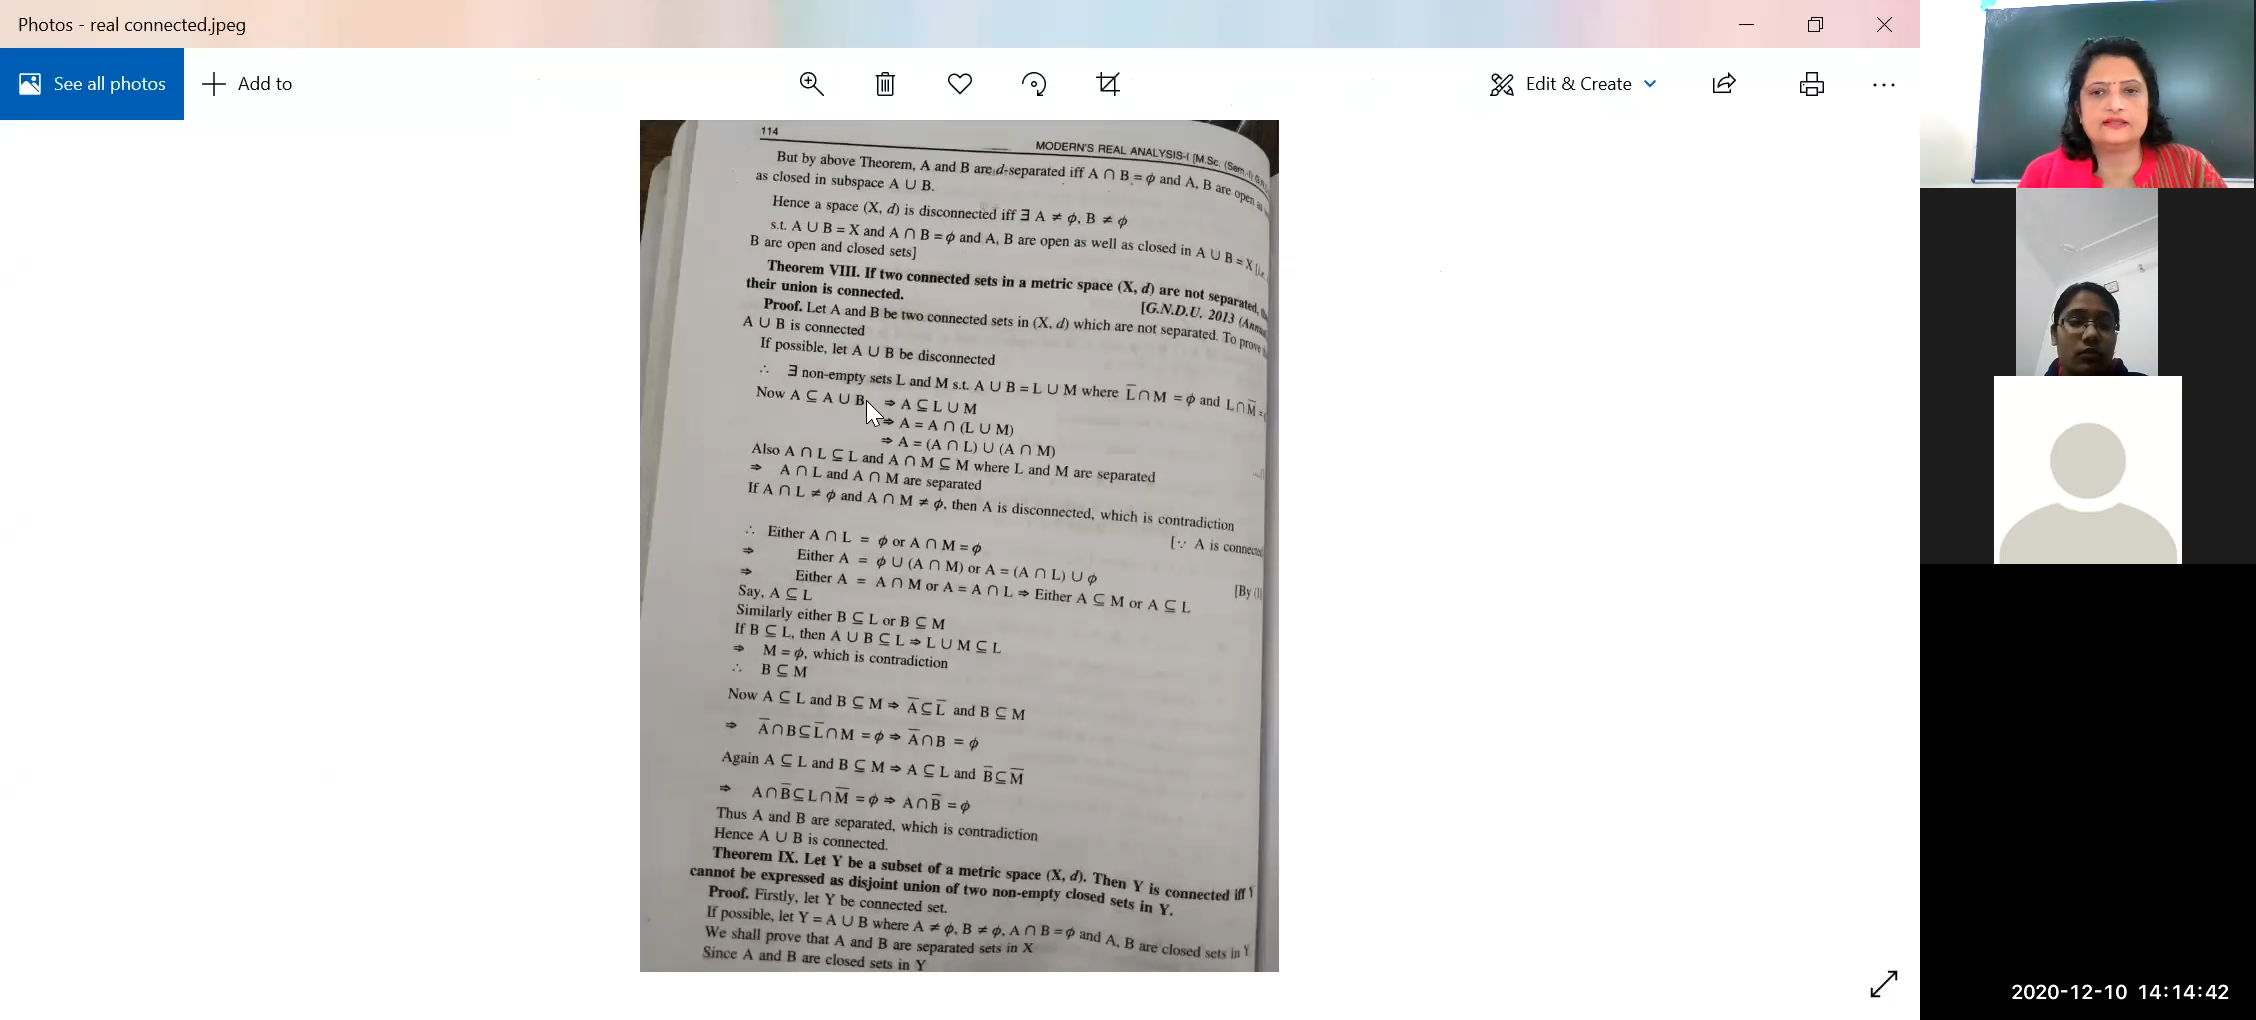 Photos - real connected.jpeg
See all photos
Add to
Edit & Create
114
MODERN'S REAL ANALYSIS-I [M.Sc. (Sem.-I)
But by above Theorem, A and B are d-separated iff A ∩ B = ϕ and A, B are open as
as closed in subspace A ∪ B.
Hence a space (X, d) is disconnected iff ∃ A ≠ ϕ, B ≠ ϕ
s.t. A ∪ B = X and A ∩ B = ϕ and A, B are open as well as closed in A ∪ B = X [i.e.
B are open and closed sets]
Theorem VIII. If two connected sets in a metric space (X, d) are not separated,
their union is connected.
[G.N.D.U. 2013
Proof. Let A and B be two connected sets in (X, d) which are not separated. To prove
A ∪ B is connected
If possible, let A ∪ B be disconnected
∴ ∃ non-empty sets L and M s.t. A ∪ B = L ∪ M where L̅ ∩ M = ϕ and L ∩ M̅ =
Now A ⊆ A ∪ B ⇒ A ⊆ L ∪ M
⇒ A = A ∩ (L ∪ M)
⇒ A = (A ∩ L) ∪ (A ∩ M)
Also A ∩ L ⊆ L and A ∩ M ⊆ M where L and M are separated
⇒ A ∩ L and A ∩ M are separated
If A ∩ L ≠ ϕ and A ∩ M ≠ ϕ, then A is disconnected, which is contradiction
[∵ A is connected
∴ Either A ∩ L = ϕ or A ∩ M = ϕ
⇒ Either A = ϕ ∪ (A ∩ M) or A = (A ∩ L) ∪ ϕ
[By (1)
⇒ Either A = A ∩ M or A = A ∩ L ⇒ Either A ⊆ M or A ⊆ L
Say, A ⊆ L
Similarly either B ⊆ L or B ⊆ M
If B ⊆ L, then A ∪ B ⊆ L ⇒ L ∪ M ⊆ L
⇒ M = ϕ, which is contradiction
∴ B ⊆ M
Now A ⊆ L and B ⊆ M ⇒ A̅ ⊆ L̅ and B ⊆ M
⇒ A̅ ∩ B ⊆ L̅ ∩ M = ϕ ⇒ A̅ ∩ B = ϕ
Again A ⊆ L and B ⊆ M ⇒ A ⊆ L and B̅ ⊆ M̅
⇒ A ∩ B̅ ⊆ L ∩ M̅ = ϕ ⇒ A ∩ B̅ = ϕ
Thus A and B are separated, which is contradiction
Hence A ∪ B is connected.
Theorem IX. Let Y be a subset of a metric space (X, d). Then Y is connected iff Y
cannot be expressed as disjoint union of two non-empty closed sets in Y.
Proof. Firstly, let Y be connected set.
If possible, let Y = A ∪ B where A ≠ ϕ, B ≠ ϕ, A ∩ B = ϕ and A, B are closed sets in Y
We shall prove that A and B are separated sets in X
Since A and B are closed sets in Y
2020-12-10 14:14:42